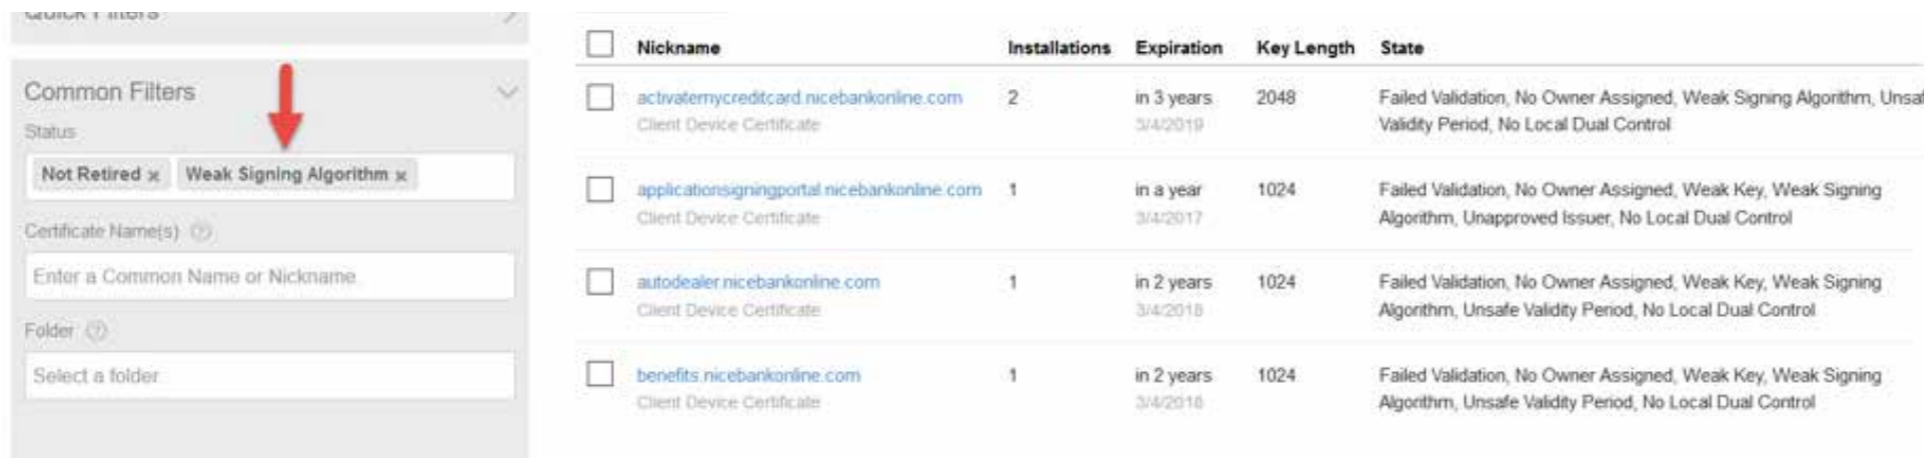 Quick Filters
Common Filters
Status
Not Retired x Weak Signing Algorithm x
Certificate Name(s) ?
Enter a Common Name or Nickname
Folder ?
Select a folder
Nickname Installations Expiration Key Length State
activatemycreditcard.nicebankonline.com 2 in 3 years 2048 Failed Validation, No Owner Assigned, Weak Signing Algorithm, Unsaf
Client Device Certificate 3/4/2019 Validity Period, No Local Dual Control
applicationsigningportal.nicebankonline.com 1 in a year 1024 Failed Validation, No Owner Assigned, Weak Key, Weak Signing
Client Device Certificate 3/4/2017 Algorithm, Unapproved Issuer, No Local Dual Control
autodealer.nicebankonline.com 1 in 2 years 1024 Failed Validation, No Owner Assigned, Weak Key, Weak Signing
Client Device Certificate 3/4/2018 Algorithm, Unsafe Validity Period, No Local Dual Control
benefits.nicebankonline.com 1 in 2 years 1024 Failed Validation, No Owner Assigned, Weak Key, Weak Signing
Client Device Certificate 3/4/2018 Algorithm, Unsafe Validity Period, No Local Dual Control